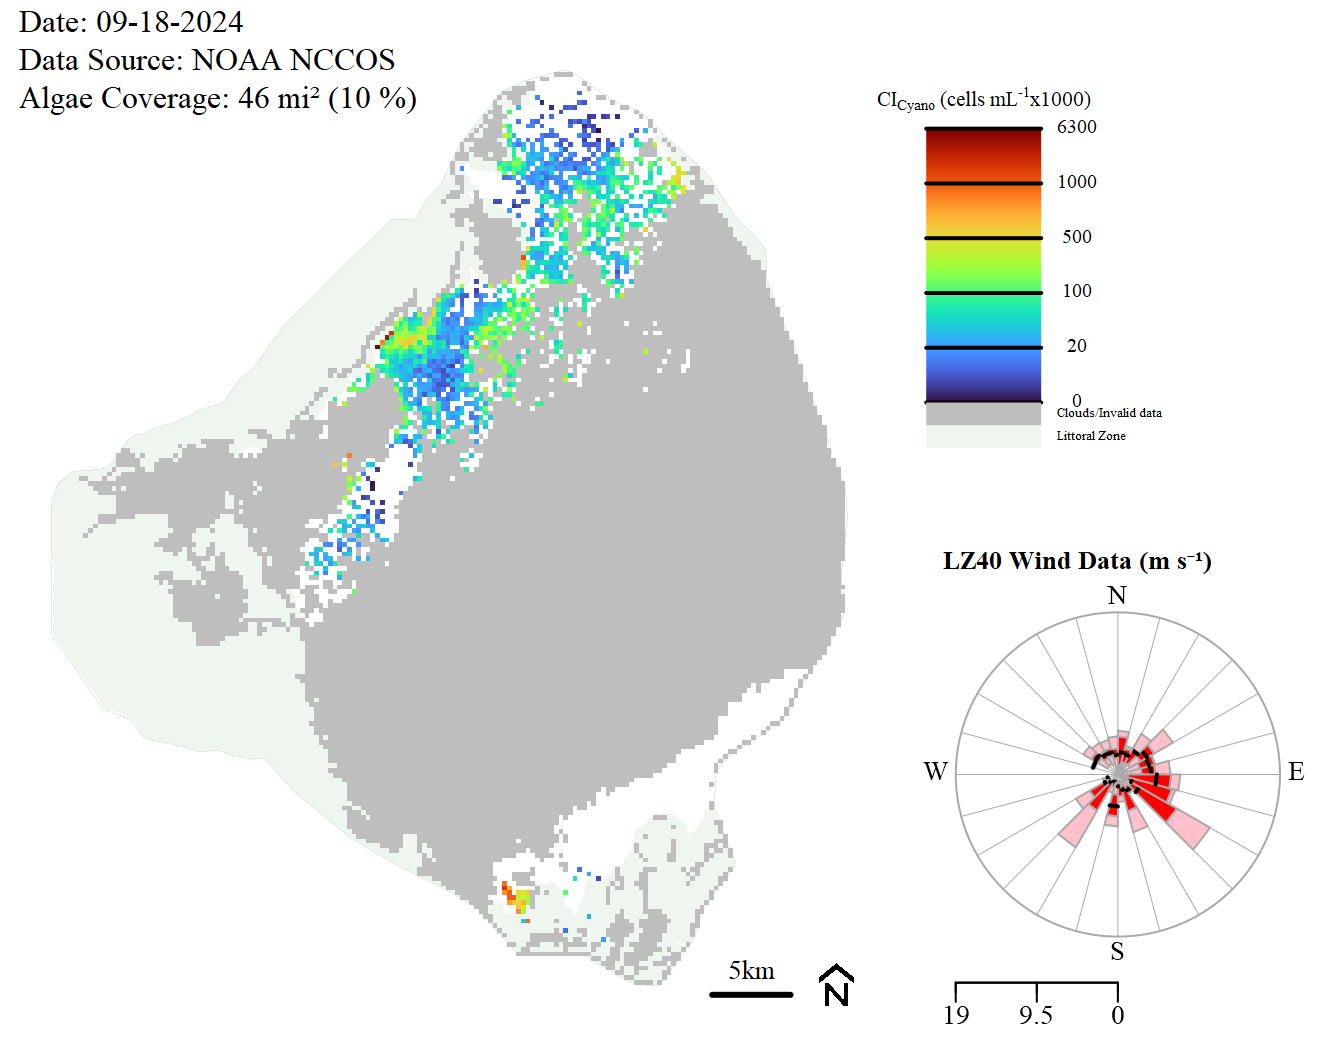 Date: 09-18-2024
Data Source: NOAA NCCOS
Algae Coverage: 46 mi² (10 %)
CICyano (cells mL-1x1000)
6300
1000
500
100
20
0
Clouds/Invalid data
Littoral Zone
LZ40 Wind Data (m s⁻¹)
N
W
E
S
5km
N
19
9.5
0